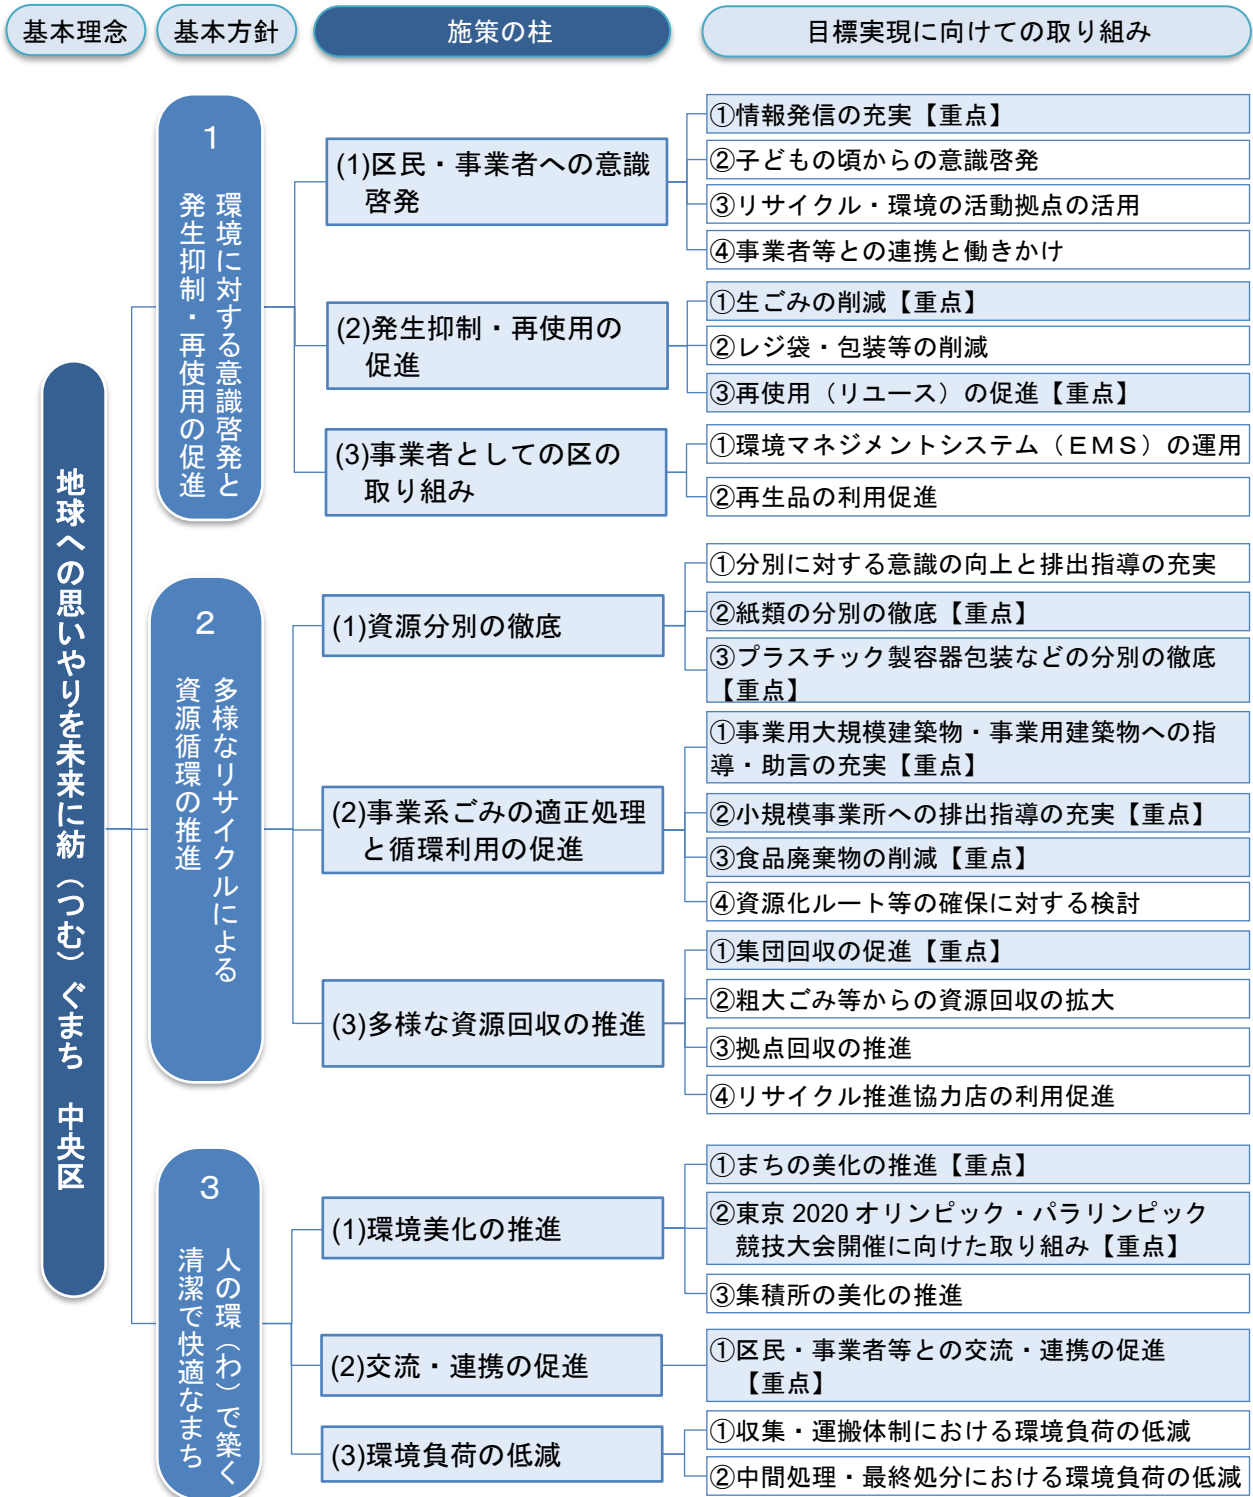 基本理念
基本方針
施策の柱
目標実現に向けての取り組み
地球への思いやりを未来に紡（つむ）ぐまち　中央区
1
環境に対する意識啓発と
発生抑制・再使用の促進
(1)区民・事業者への意識
啓発
①情報発信の充実【重点】
②子どもの頃からの意識啓発
③リサイクル・環境の活動拠点の活用
④事業者等との連携と働きかけ
(2)発生抑制・再使用の
促進
①生ごみの削減【重点】
②レジ袋・包装等の削減
③再使用（リユース）の促進【重点】
(3)事業者としての区の
取り組み
①環境マネジメントシステム（ＥＭＳ）の運用
②再生品の利用促進
2
多様なリサイクルによる
資源循環の推進
(1)資源分別の徹底
①分別に対する意識の向上と排出指導の充実
②紙類の分別の徹底【重点】
③プラスチック製容器包装などの分別の徹底
【重点】
(2)事業系ごみの適正処理
と循環利用の促進
①事業用大規模建築物・事業用建築物への指
導・助言の充実【重点】
②小規模事業所への排出指導の充実【重点】
③食品廃棄物の削減【重点】
④資源化ルート等の確保に対する検討
(3)多様な資源回収の推進
①集団回収の促進【重点】
②粗大ごみ等からの資源回収の拡大
③拠点回収の推進
④リサイクル推進協力店の利用促進
3
人の環（わ）で築く
清潔で快適なまち
(1)環境美化の推進
①まちの美化の推進【重点】
②東京 2020 オリンピック・パラリンピック
競技大会開催に向けた取り組み【重点】
③集積所の美化の推進
(2)交流・連携の促進
①区民・事業者等との交流・連携の促進
【重点】
(3)環境負荷の低減
①収集・運搬体制における環境負荷の低減
②中間処理・最終処分における環境負荷の低減